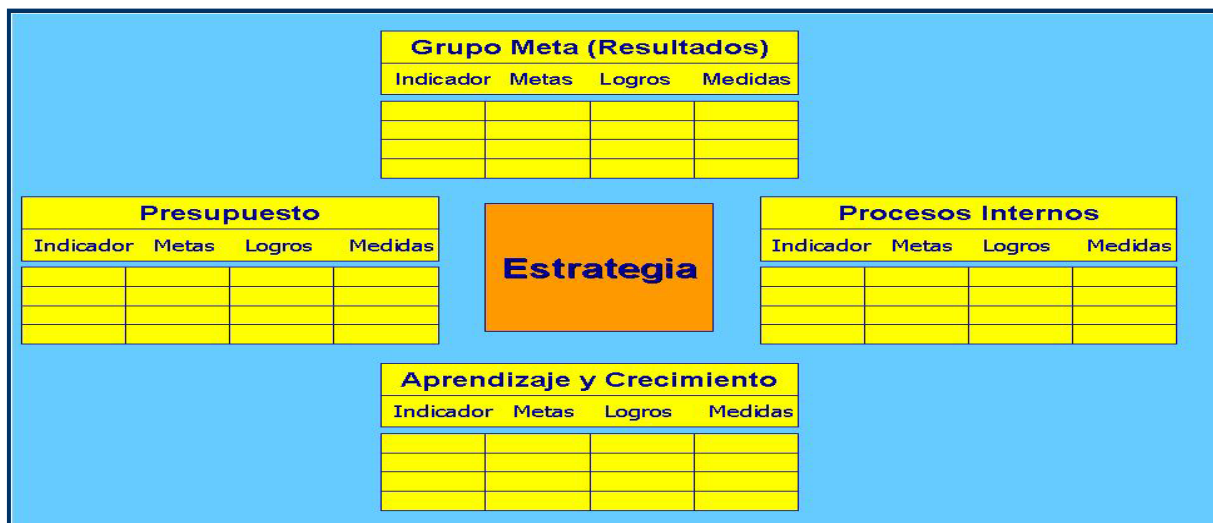 Grupo Meta (Resultados)
Indicador Metas Logros Medidas
Presupuesto
Indicador Metas Logros Medidas
Estrategia
Procesos Internos
Indicador Metas Logros Medidas
Aprendizaje y Crecimiento
Indicador Metas Logros Medidas